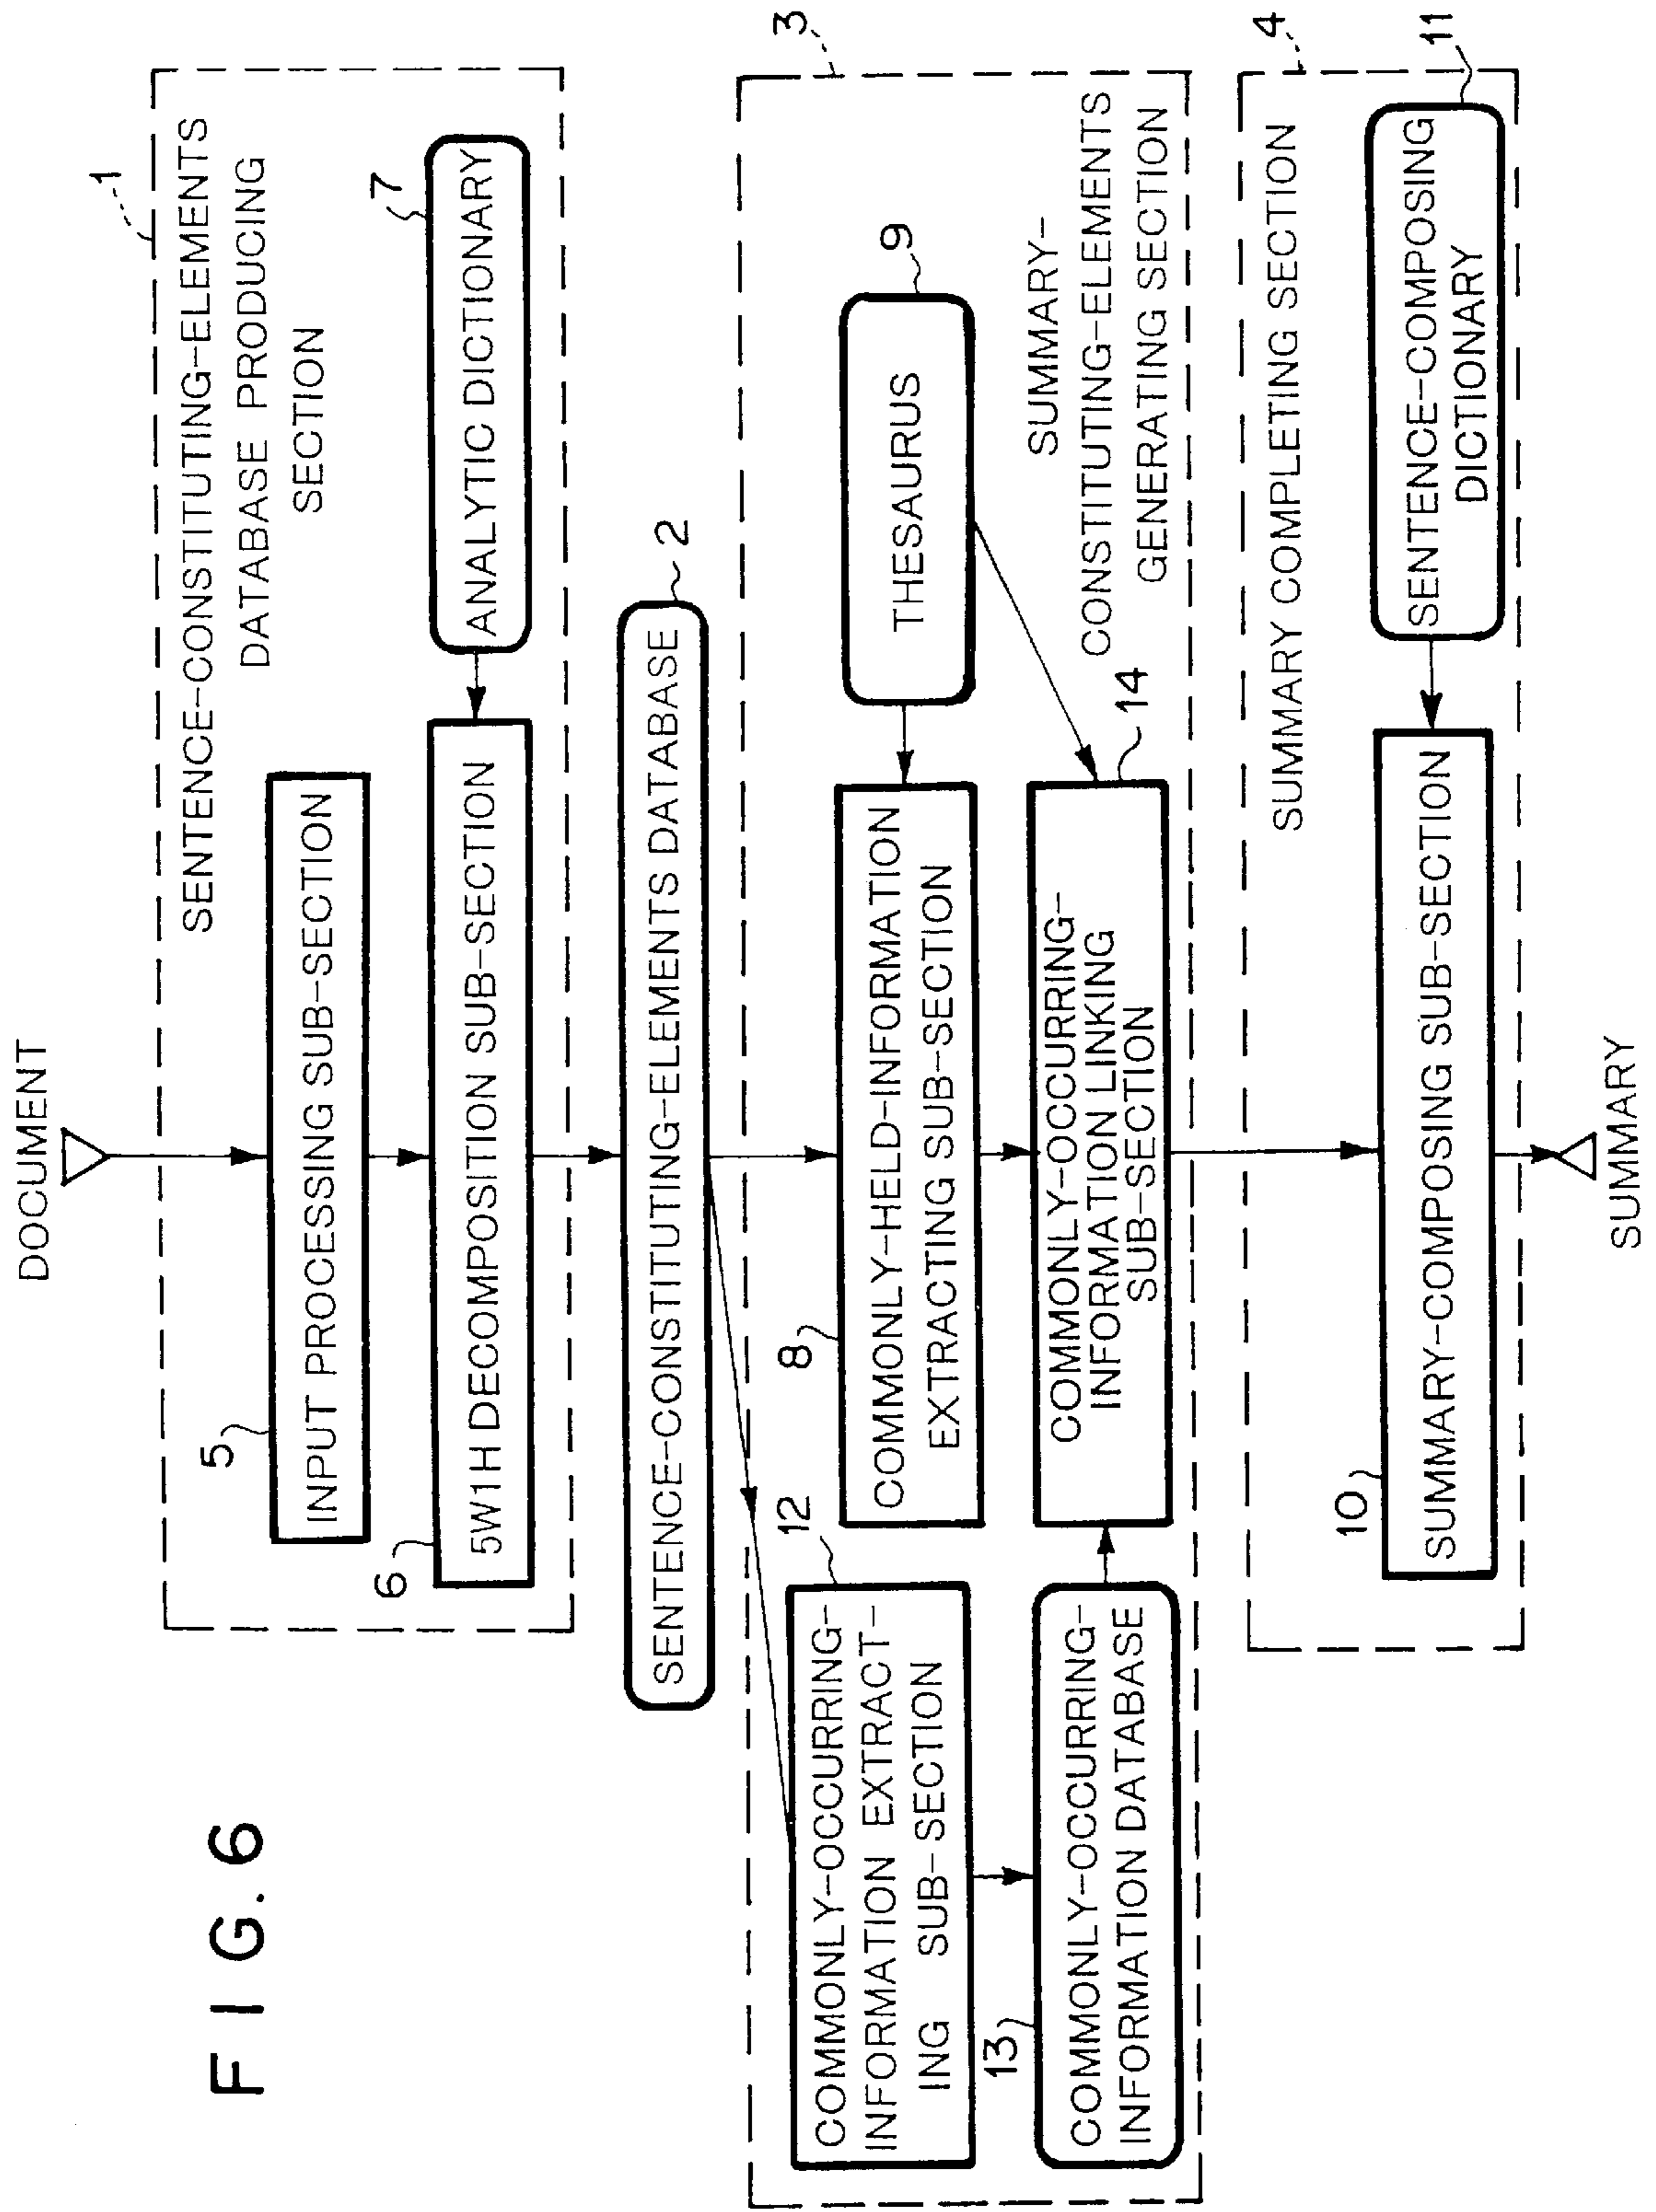 FIG.6
DOCUMENT
1
SENTENCE-CONSTITUTING-ELEMENTS
DATABASE PRODUCING
SECTION
5
INPUT PROCESSING SUB-SECTION
6
5W1H DECOMPOSITION SUB-SECTION
7
ANALYTIC DICTIONARY
SENTENCE-CONSTITUTING-ELEMENTS DATABASE
2
3
12
COMMONLY-OCCURRING-
INFORMATION EXTRACT-
ING SUB-SECTION
8
COMMONLY-HELD-INFORMATION
EXTRACTING SUB-SECTION
THESAURUS
9
13
COMMONLY-OCCURRING-
INFORMATION DATABASE
COMMONLY-OCCURRING-
INFORMATION LINKING
SUB-SECTION
14
SUMMARY-
CONSTITUTING-ELEMENTS
GENERATING SECTION
4
SUMMARY COMPLETING SECTION
10
SUMMARY-COMPOSING SUB-SECTION
SENTENCE-COMPOSING
DICTIONARY
11
SUMMARY